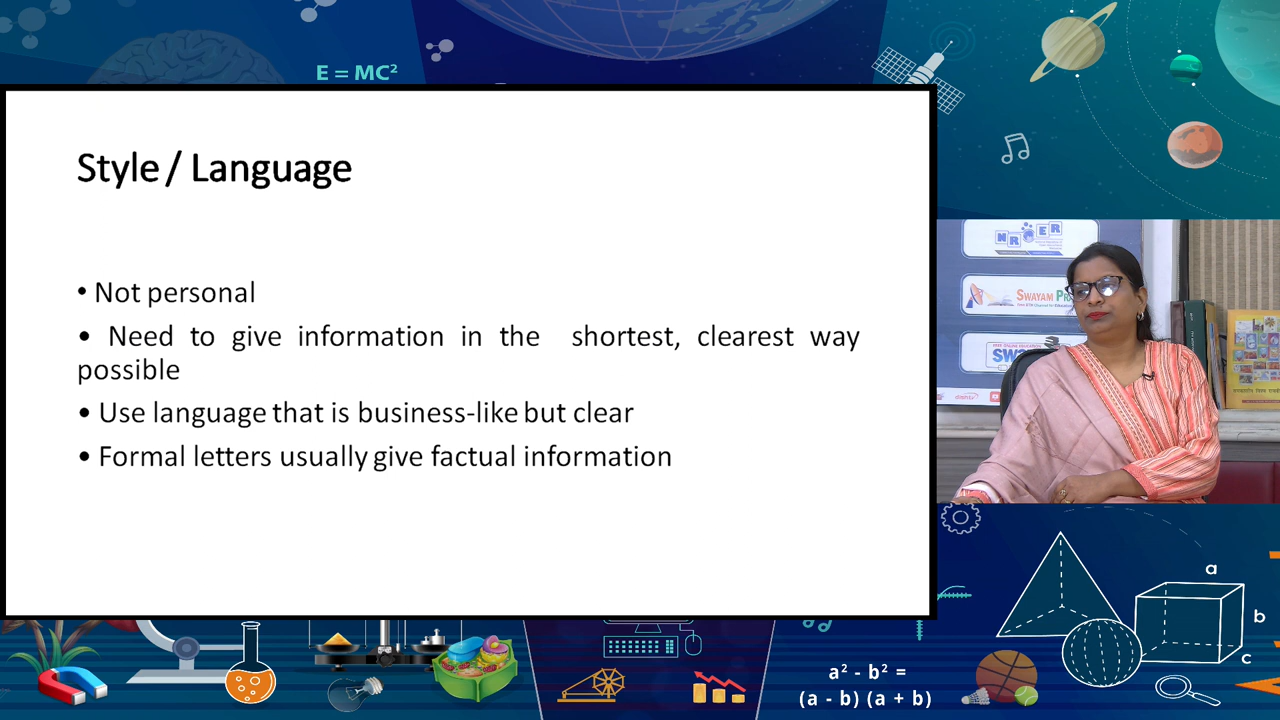 E = MC²
Style / Language
• Not personal
• Need to give information in the shortest, clearest way
possible
• Use language that is business-like but clear
• Formal letters usually give factual information
N R E R
SWAYAM
a
b
c
a² - b² =
(a - b) (a + b)